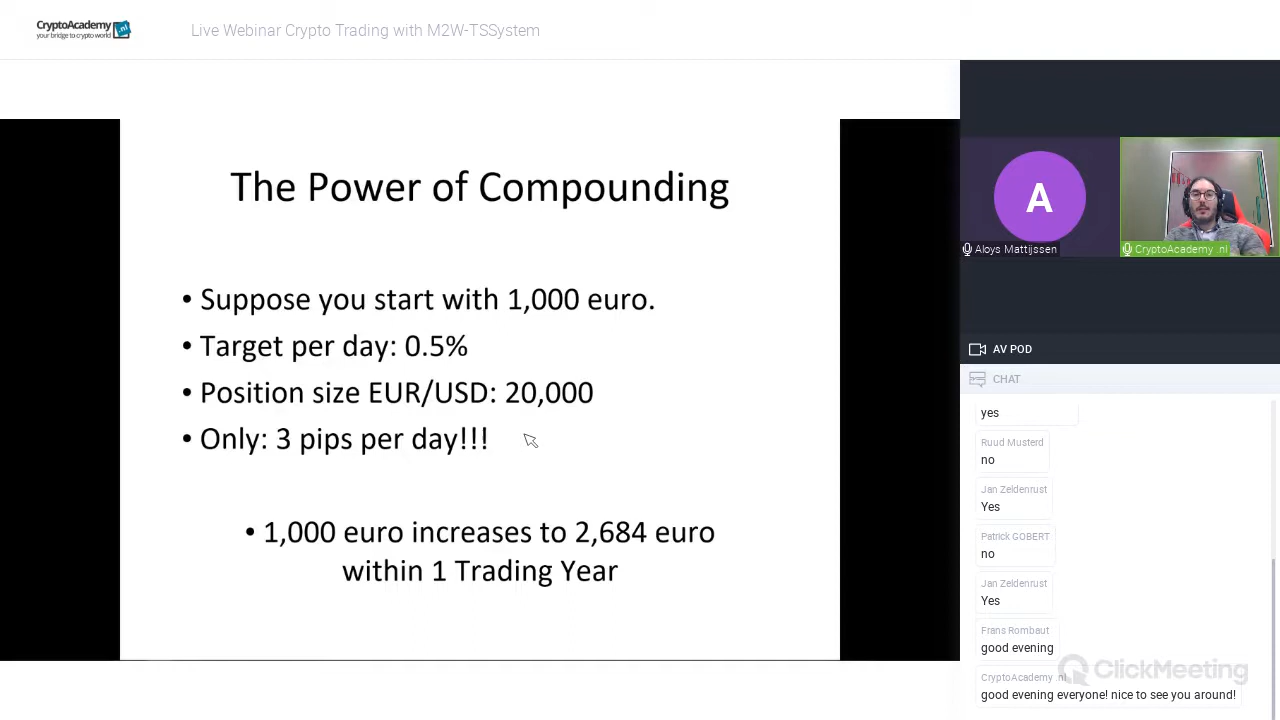 CryptoAcademy .nl
your bridge to crypto world
Live Webinar Crypto Trading with M2W-TSSystem
The Power of Compounding
• Suppose you start with 1,000 euro.
• Target per day: 0.5%
• Position size EUR/USD: 20,000
• Only: 3 pips per day!!!
• 1,000 euro increases to 2,684 euro
within 1 Trading Year
A
Aloys Mattijssen
CryptoAcademy .nl
AV POD
CHAT
yes
Ruud Musterd
no
Jan Zeldenrust
Yes
Patrick GOBERT
no
Jan Zeldenrust
Yes
Frans Rombaut
good evening
CryptoAcademy .nl
good evening everyone! nice to see you around!
ClickMeeting